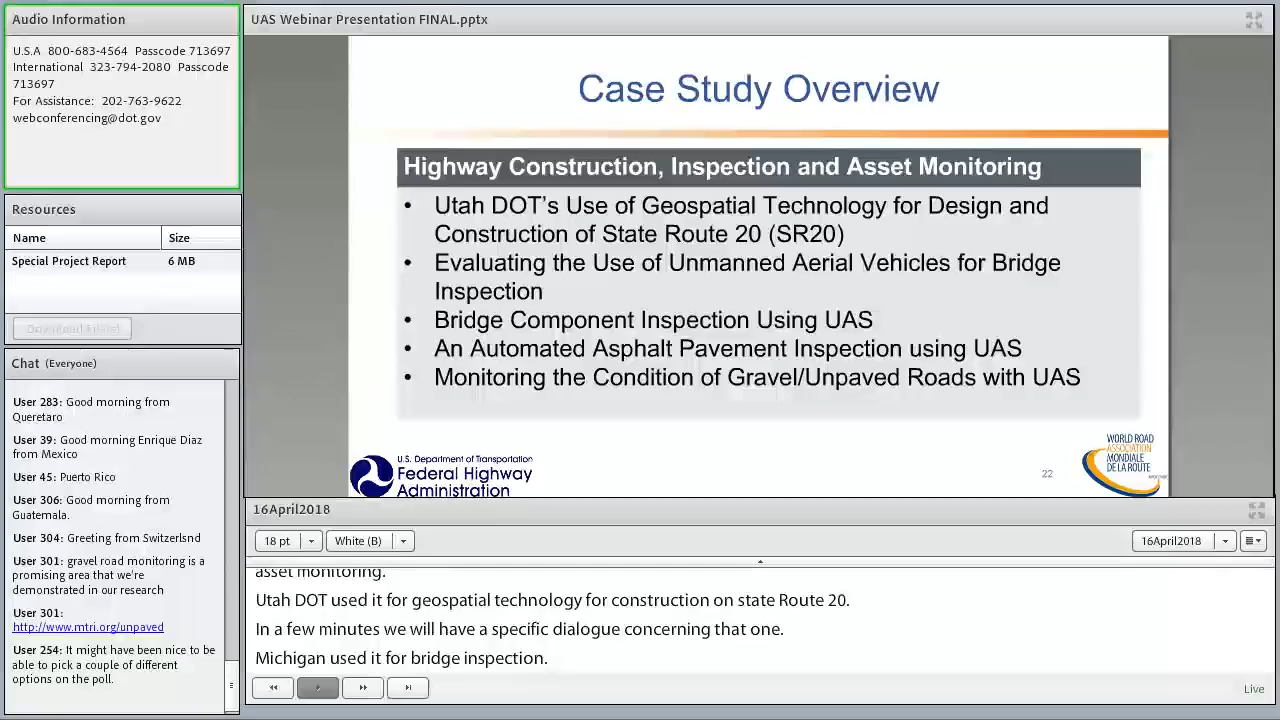 Audio Information
U.S.A 800-683-4564 Passcode 713697
International 323-794-2080 Passcode
713697
For Assistance: 202-763-9622
webconferencing@dot.gov
Resources
Name Size
Special Project Report 6 MB
Download File(s)
Chat (Everyone)
User 283: Good morning from
Queretaro
User 39: Good morning Enrique Diaz
from Mexico
User 45: Puerto Rico
User 306: Good morning from
Guatemala.
User 304: Greeting from Switzerlsnd
User 301: gravel road monitoring is a
promising area that we're
demonstrated in our research
User 301:
http://www.mtri.org/unpaved
User 254: It might have been nice to be
able to pick a couple of different
options on the poll.
UAS Webinar Presentation FINAL.pptx
Case Study Overview
Highway Construction, Inspection and Asset Monitoring
• Utah DOT's Use of Geospatial Technology for Design and
Construction of State Route 20 (SR20)
• Evaluating the Use of Unmanned Aerial Vehicles for Bridge
Inspection
• Bridge Component Inspection Using UAS
• An Automated Asphalt Pavement Inspection using UAS
• Monitoring the Condition of Gravel/Unpaved Roads with UAS
U.S. Department of Transportation
Federal Highway
Administration
22
WORLD ROAD
ASSOCIATION
MONDIALE
DE LA ROUTE
16April2018
18 pt White (B) 16April2018
asset monitoring.
Utah DOT used it for geospatial technology for construction on state Route 20.
In a few minutes we will have a specific dialogue concerning that one.
Michigan used it for bridge inspection.
Live